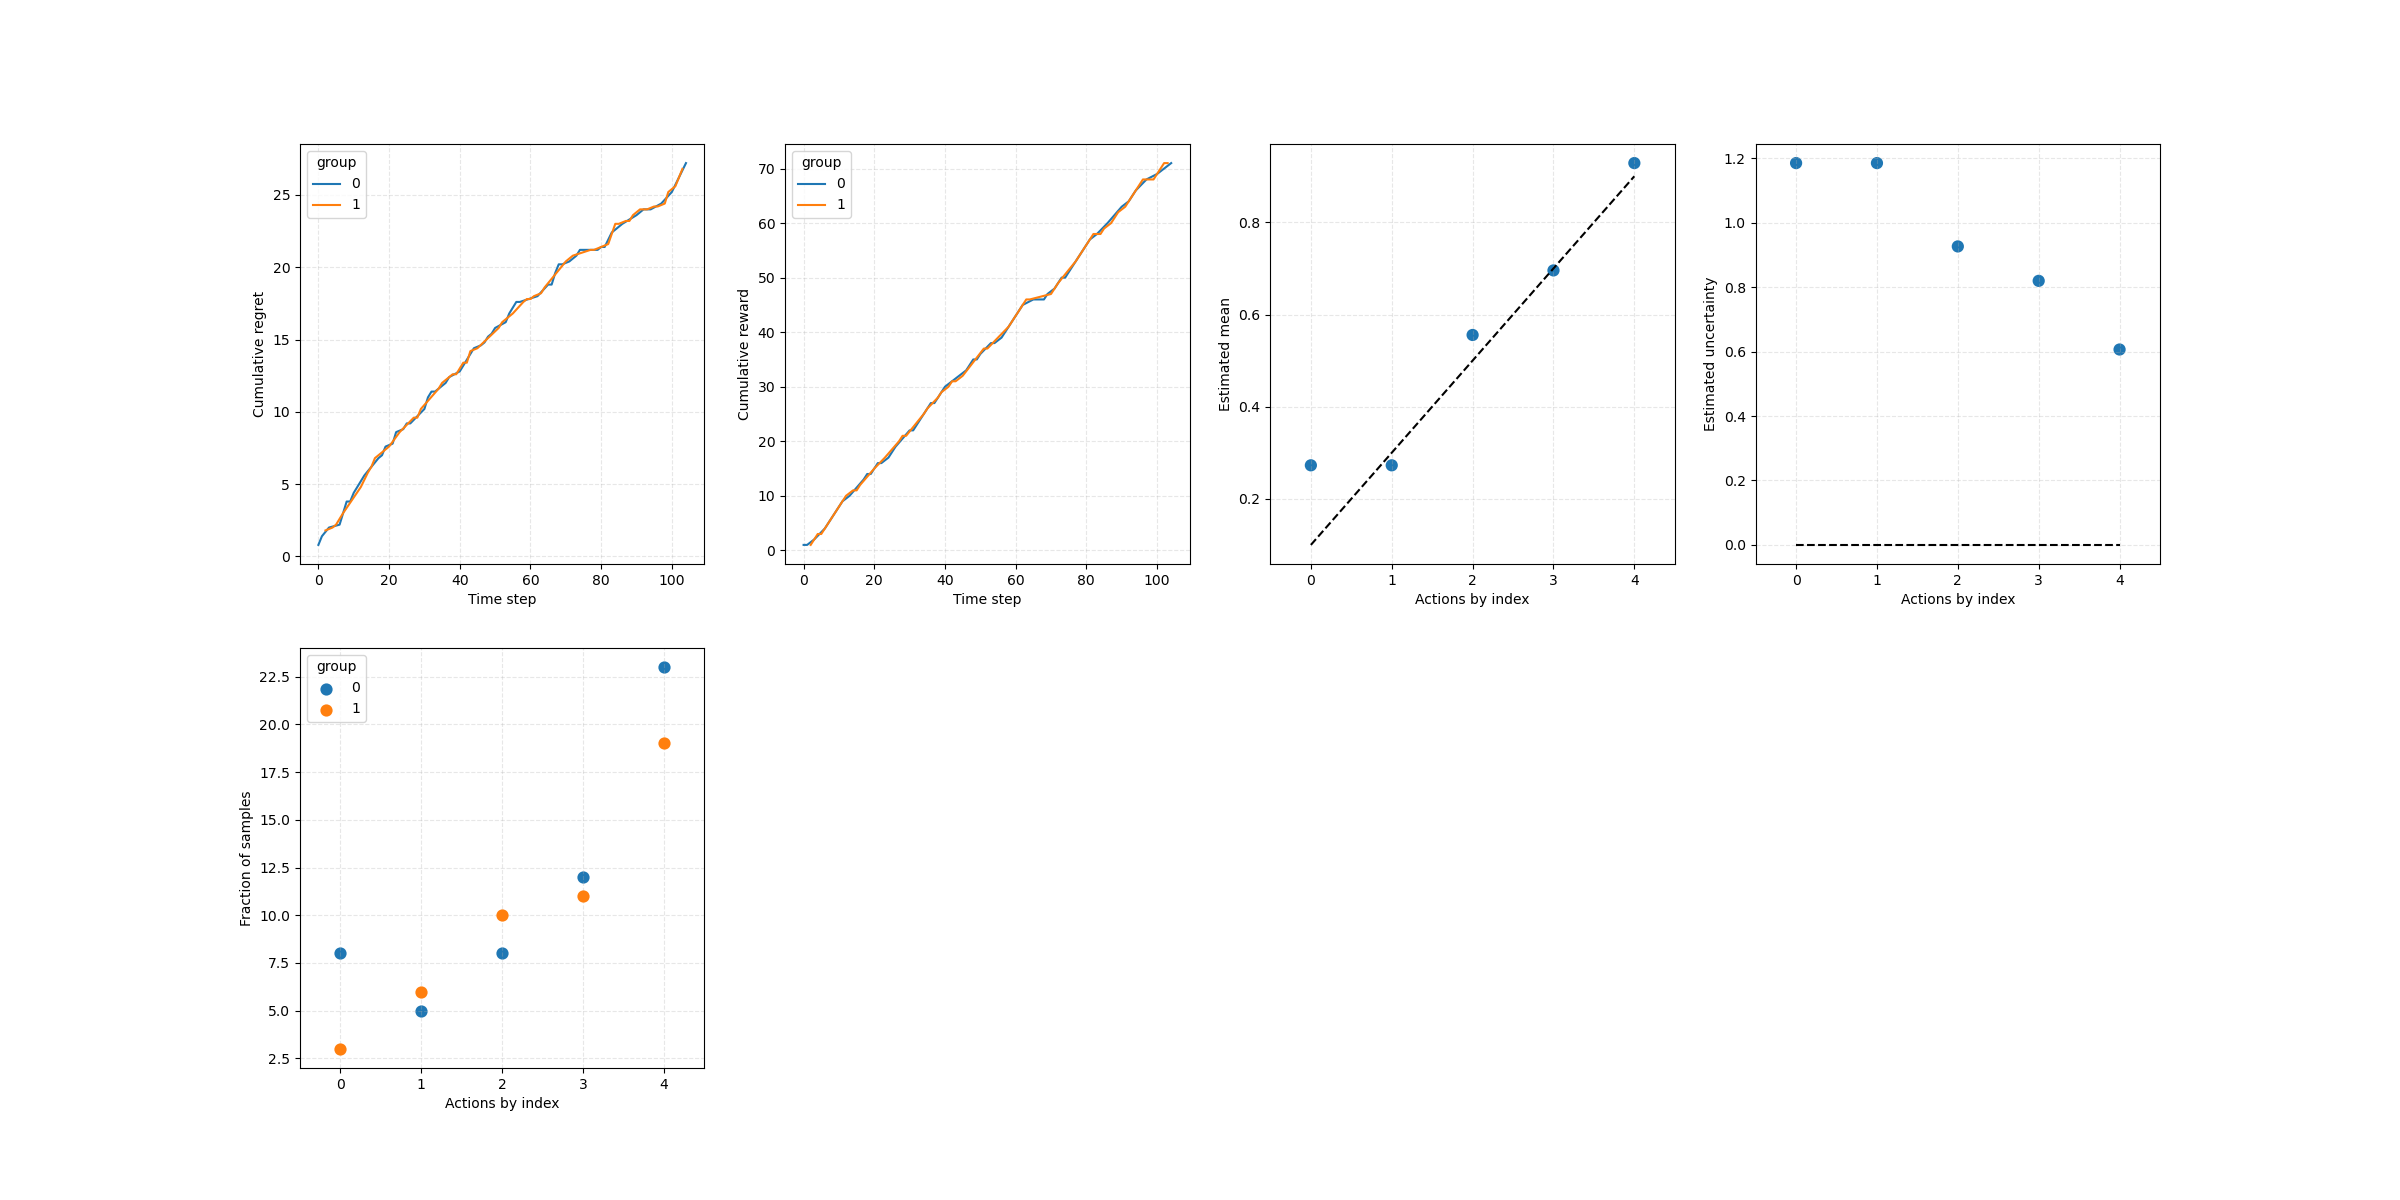 group
0
1
25
20
15
10
5
0
Cumulative regret
0 20 40 60 80 100
Time step
group
0
1
70
60
50
40
30
20
10
0
Cumulative reward
0 20 40 60 80 100
Time step
0.8
0.6
0.4
0.2
Estimated mean
0 1 2 3 4
Actions by index
1.2
1.0
0.8
0.6
0.4
0.2
0.0
Estimated uncertainty
0 1 2 3 4
Actions by index
group
0
1
22.5
20.0
17.5
15.0
12.5
10.0
7.5
5.0
2.5
Fraction of samples
0 1 2 3 4
Actions by index